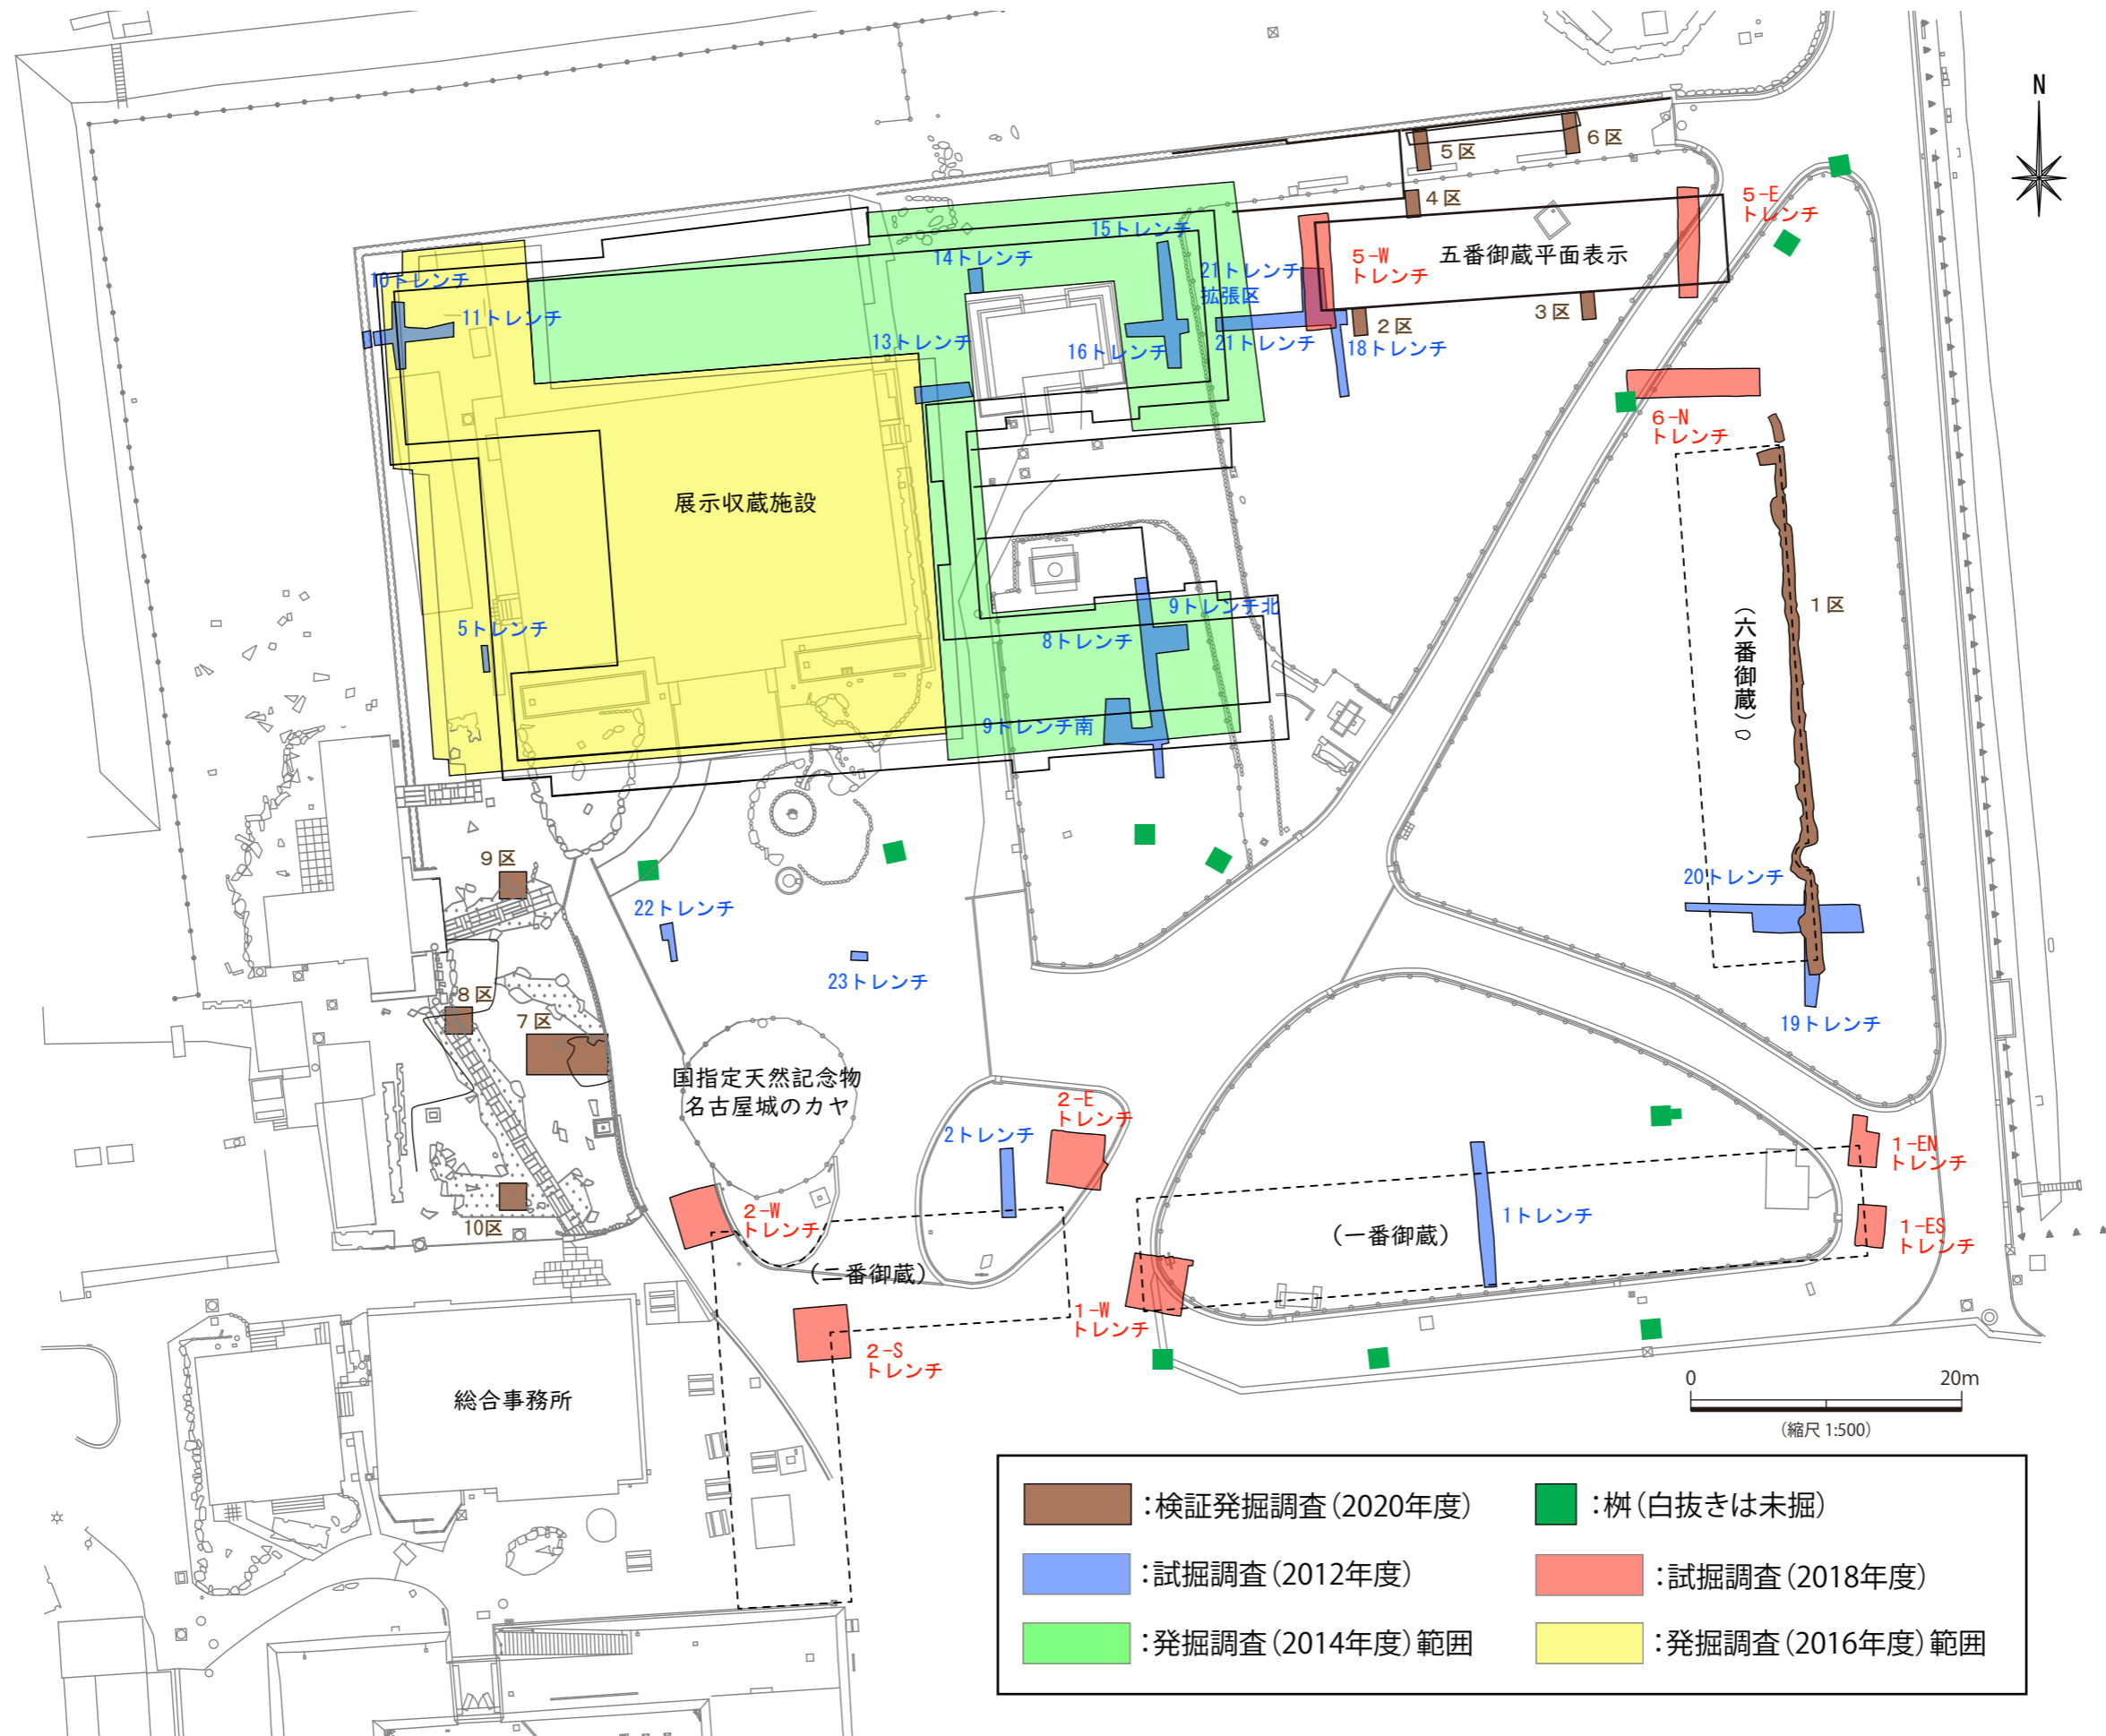 N
6区
5区
4区
5-E
トレンチ
15トレンチ
14トレンチ
21トレンチ
拡張区
5-W
トレンチ
五番御蔵平面表示
10トレンチ
11トレンチ
13トレンチ
16トレンチ
21トレンチ
18トレンチ
2区
3区
6-N
トレンチ
展示収蔵施設
5トレンチ
8トレンチ
9トレンチ北
9トレンチ南
(六番御蔵)
1区
9区
22トレンチ
23トレンチ
20トレンチ
19トレンチ
8区
7区
10区
国指定天然記念物
名古屋城のカヤ
2-E
トレンチ
2トレンチ
2-W
トレンチ
(二番御蔵)
1-W
トレンチ
2-S
トレンチ
(一番御蔵)
1トレンチ
1-EN
トレンチ
1-ES
トレンチ
総合事務所
0 20m
(縮尺 1:500)
:検証発掘調査(2020年度)
:桝(白抜きは未掘)
:試掘調査(2012年度)
:試掘調査(2018年度)
:発掘調査(2014年度)範囲
:発掘調査(2016年度)範囲